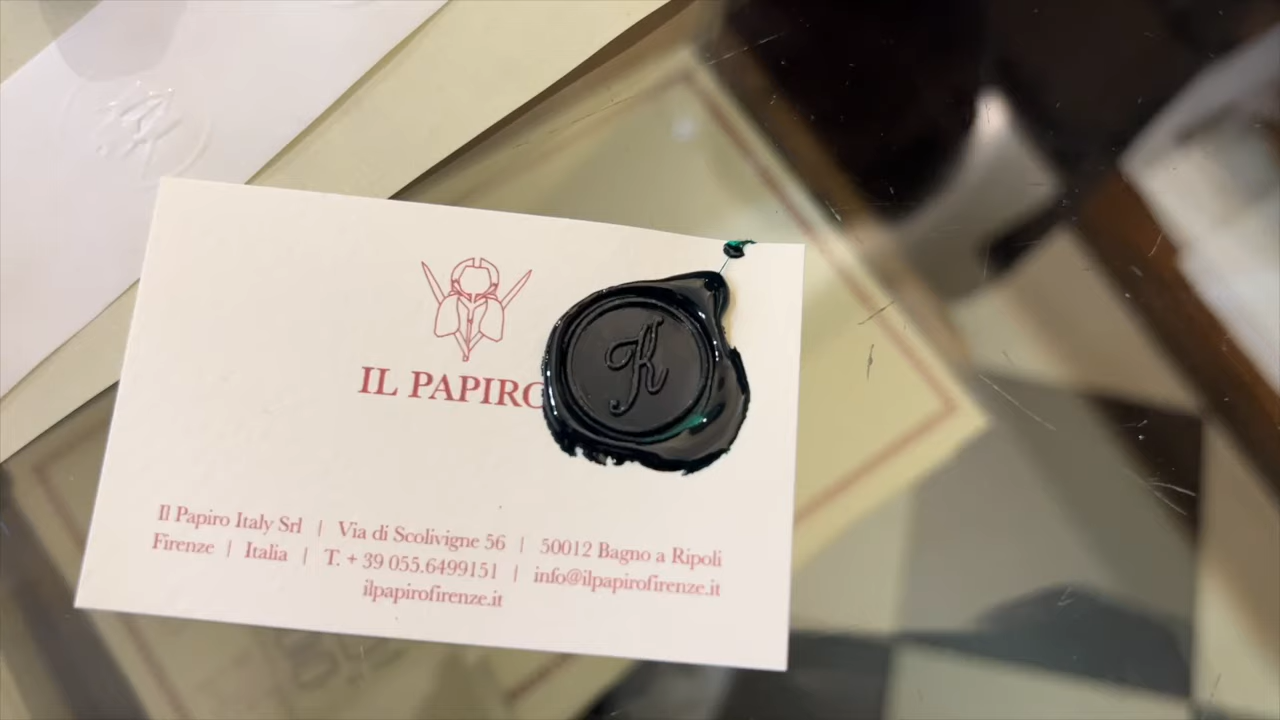 IL PAPIRO
K
Il Papiro Italy Srl | Via di Scolivigne 56 | 50012 Bagno a Ripoli
Firenze | Italia | T. + 39 055.6499151 | info@ilpapirofirenze.it
ilpapirofirenze.it